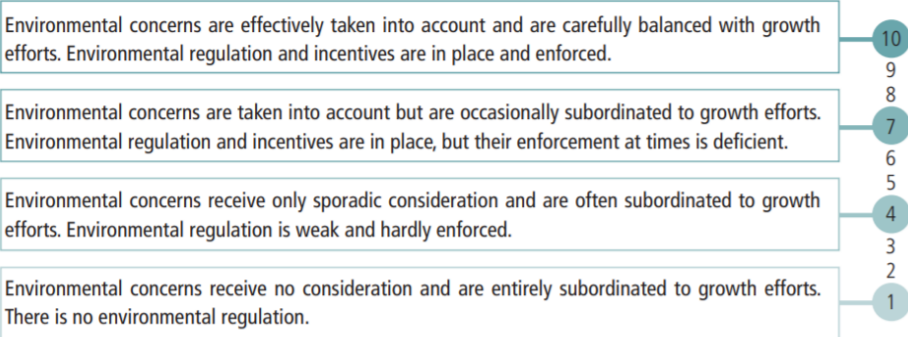 Environmental concerns are effectively taken into account and are carefully balanced with growth
efforts. Environmental regulation and incentives are in place and enforced.
10
9
8
Environmental concerns are taken into account but are occasionally subordinated to growth efforts.
Environmental regulation and incentives are in place, but their enforcement at times is deficient.
7
6
5
Environmental concerns receive only sporadic consideration and are often subordinated to growth
efforts. Environmental regulation is weak and hardly enforced.
4
3
2
Environmental concerns receive no consideration and are entirely subordinated to growth efforts.
There is no environmental regulation.
1